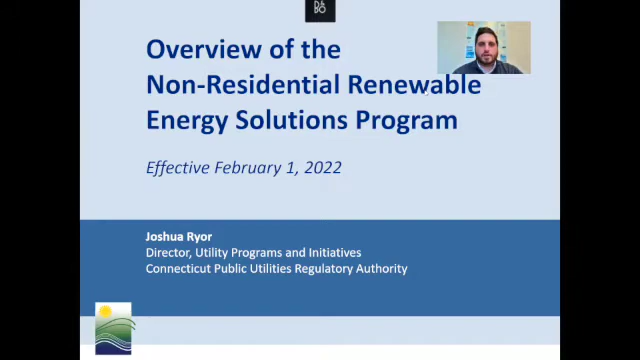 Overview of the
Non-Residential Renewable
Energy Solutions Program
Effective February 1, 2022
Joshua Ryor
Director, Utility Programs and Initiatives
Connecticut Public Utilities Regulatory Authority